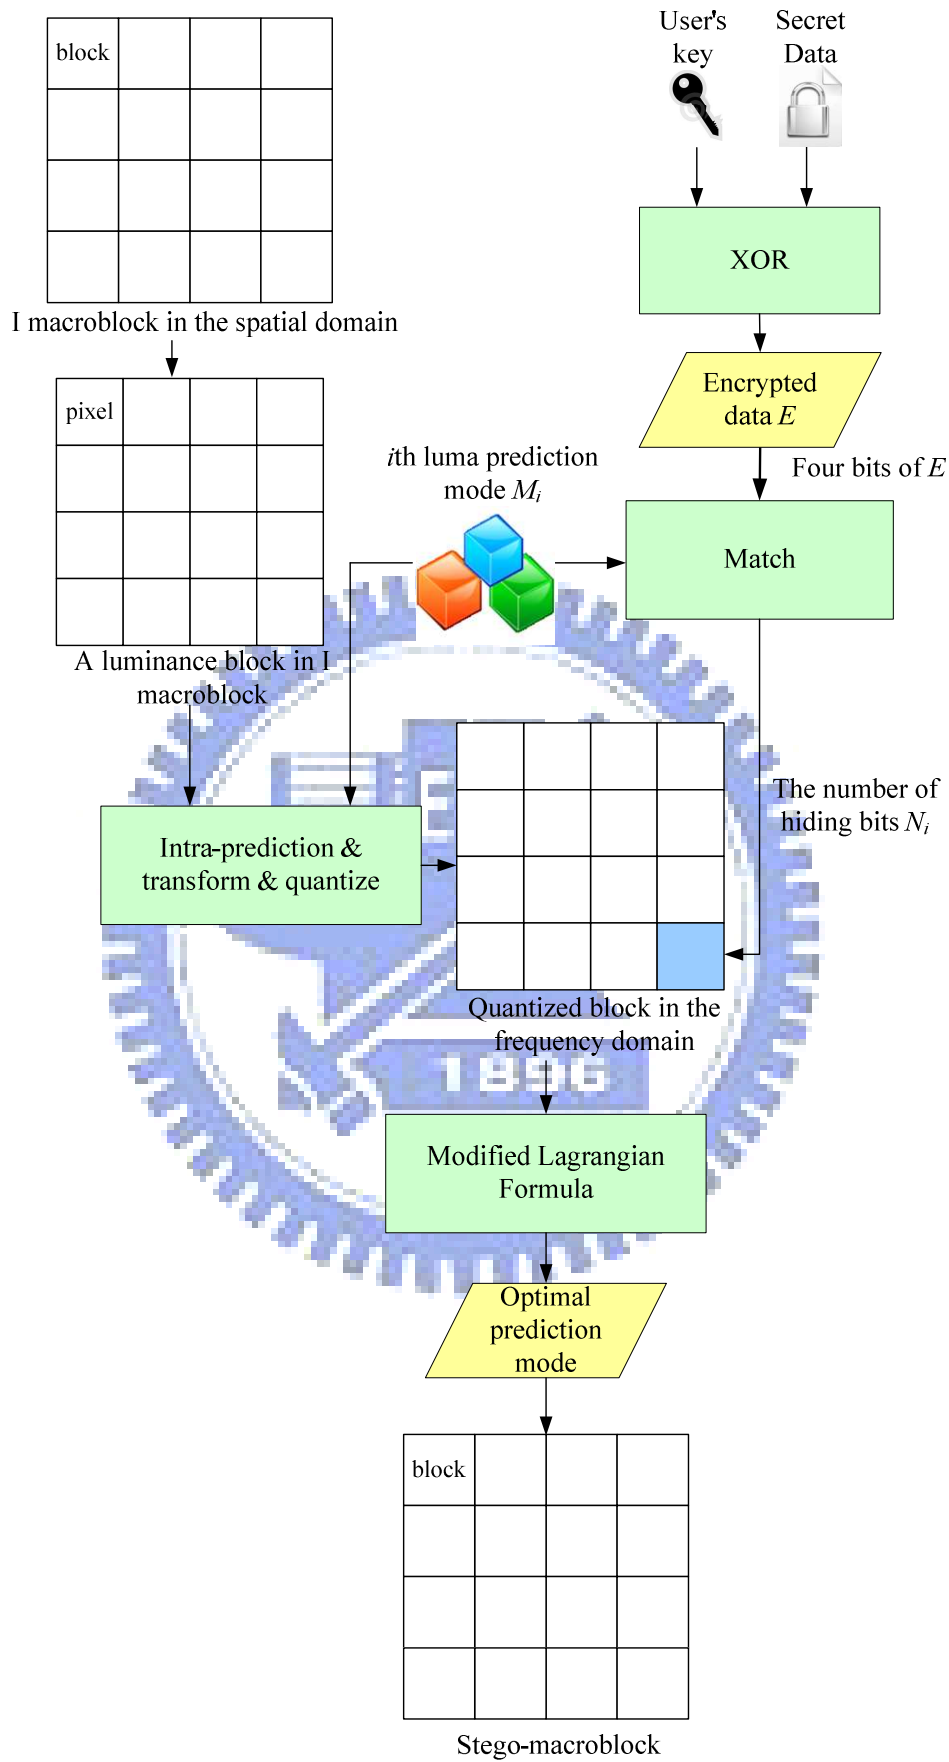 block
I macroblock in the spatial domain
User's
key
Secret
Data
XOR
Encrypted
data E
Four bits of E
pixel
A luminance block in I
macroblock
ith luma prediction
mode Mi
Match
The number of
hiding bits Ni
Intra-prediction &
transform & quantize
Quantized block in the
frequency domain
1896
Modified Lagrangian
Formula
Optimal
prediction
mode
block
Stego-macroblock